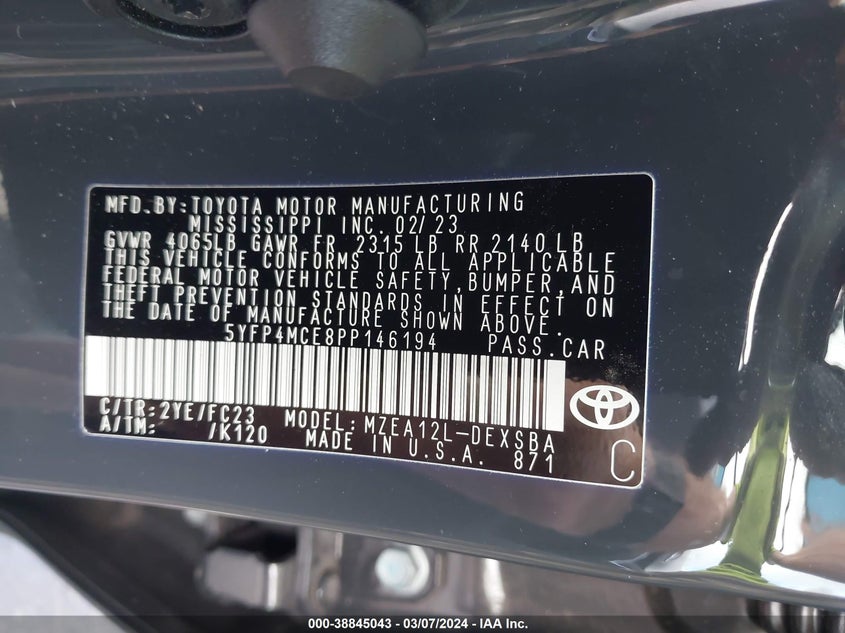 MFD.BY:TOYOTA MOTOR MANUFACTURING
MISSISSIPPI INC. 02/23
GVWR 4065LB GAWR FR 2315 LB RR 2140 LB
THIS VEHICLE CONFORMS TO ALL APPLICABLE
FEDERAL MOTOR VEHICLE SAFETY,BUMPER,AND
THEFT PREVENTION STANDARDS IN EFFECT ON
THE DATE OF MANUFACTURE SHOWN ABOVE.
5YFP4MCE8PP146194 PASS.CAR
C/TR:2YE/FC23 MODEL:MZEA12L-DEXSBA
A/TM: /K120 MADE IN U.S.A. 871
C
000-38845043 - 03/07/2024 - IAA Inc.